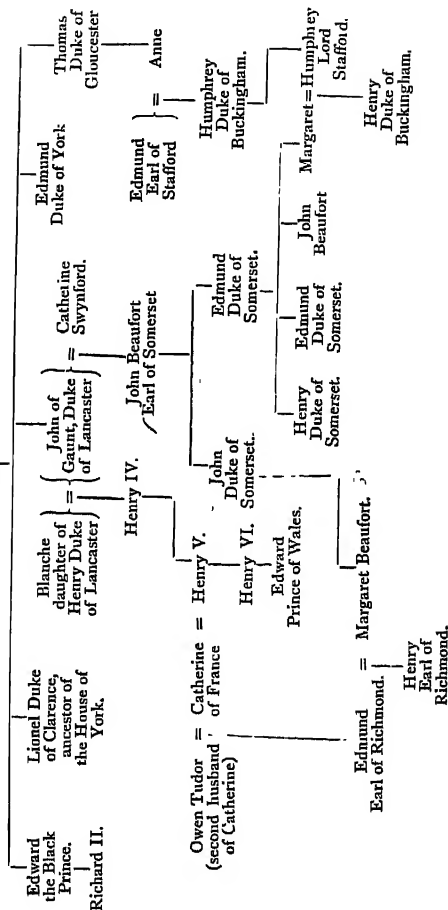 Edward
the Black
Prince.
Richard II.
Lionel Duke
of Clarence,
ancestor of
the House of
York.
Blanche
daughter of
Henry Duke
of Lancaster
=
John of
Gaunt, Duke
of Lancaster
=
Catherine
Swynford.
Edmund
Duke of York
Thomas
Duke of
Gloucester
Henry IV.
John Beaufort
Earl of Somerset
Edmund
Earl of
Stafford
=
Anne
Owen Tudor
(second husband
of Catherine)
=
Catherine
of France
=
Henry V.
Henry VI.
Edward
Prince of Wales.
John
Duke of
Somerset.
Edmund
Duke of
Somerset.
Humphrey
Duke of
Buckingham.
Henry
Duke of
Somerset.
Edmund
Duke of
Somerset.
John
Beaufort
Margaret = Humphrey
Lord
Stafford.
Edmund
Earl of Richmond.
=
Margaret Beaufort.
Henry
Earl of
Richmond.
Henry
Duke of
Buckingham.